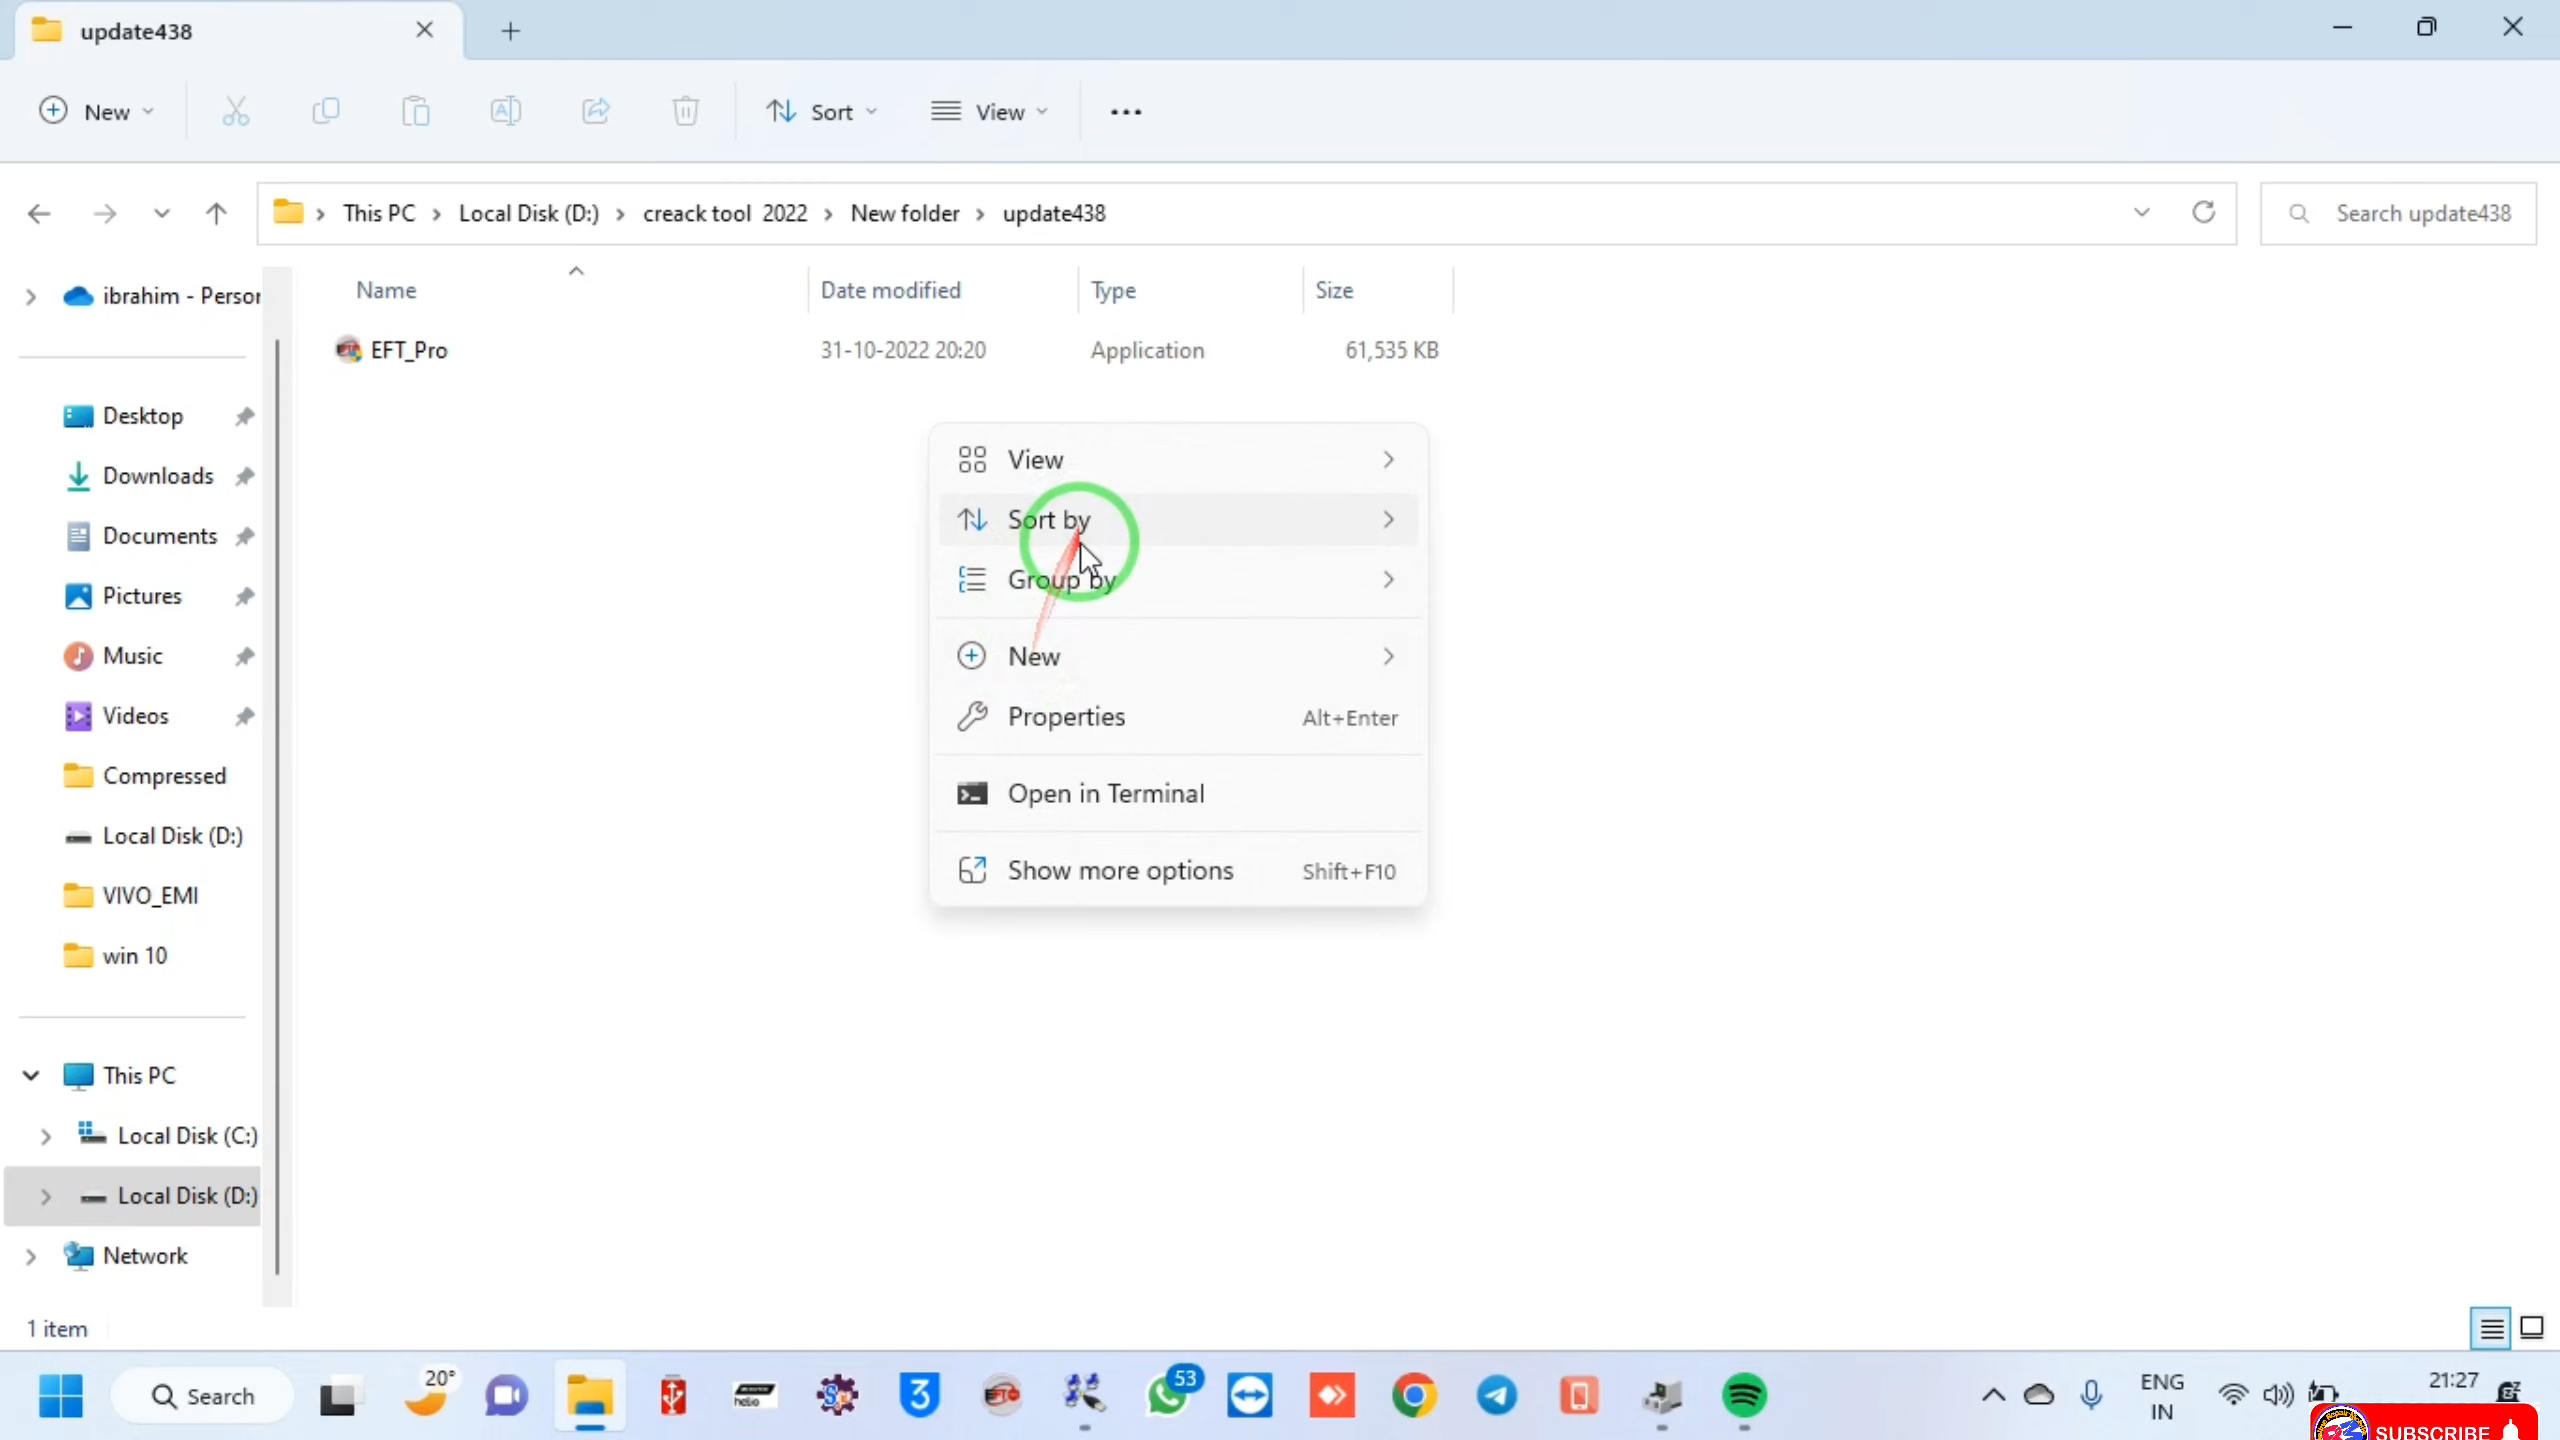 update438
New
Sort
View
This PC
Local Disk (D:)
creack tool 2022
New folder
update438
Search update438
ibrahim - Persor
Name
Date modified
Type
Size
EFT_Pro
31-10-2022 20:20
Application
61,535 KB
Desktop
Downloads
Documents
Pictures
Music
Videos
Compressed
Local Disk (D:)
VIVO_EMI
win 10
This PC
Local Disk (C:)
Local Disk (D:)
Network
View
Sort by
Group by
New
Properties Alt+Enter
Open in Terminal
Show more options Shift+F10
1 item
Search
20°
helio
3
EFT
53
ENG
IN
21:27
SUBSCRIBE